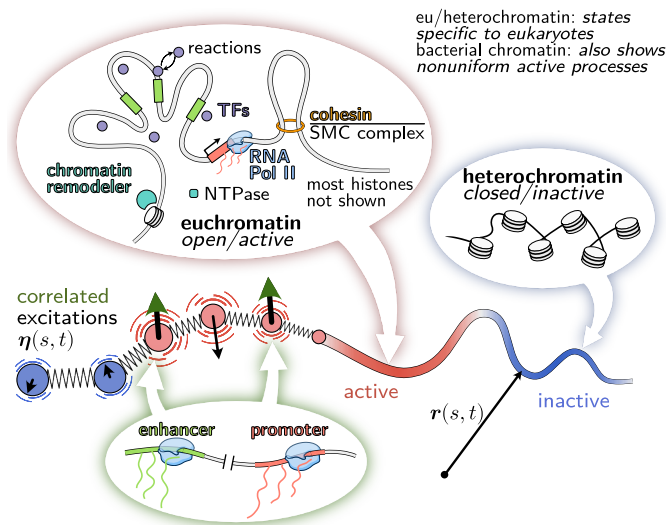 eu/heterochromatin: states
specific to eukaryotes
bacterial chromatin: also shows
nonuniform active processes
reactions
TFs
cohesin
SMC complex
RNA
Pol II
chromatin
remodeler
NTPase
most histones
not shown
euchromatin
open/active
heterochromatin
closed/inactive
correlated
excitations
η(s, t)
active
inactive
r(s, t)
enhancer
promoter